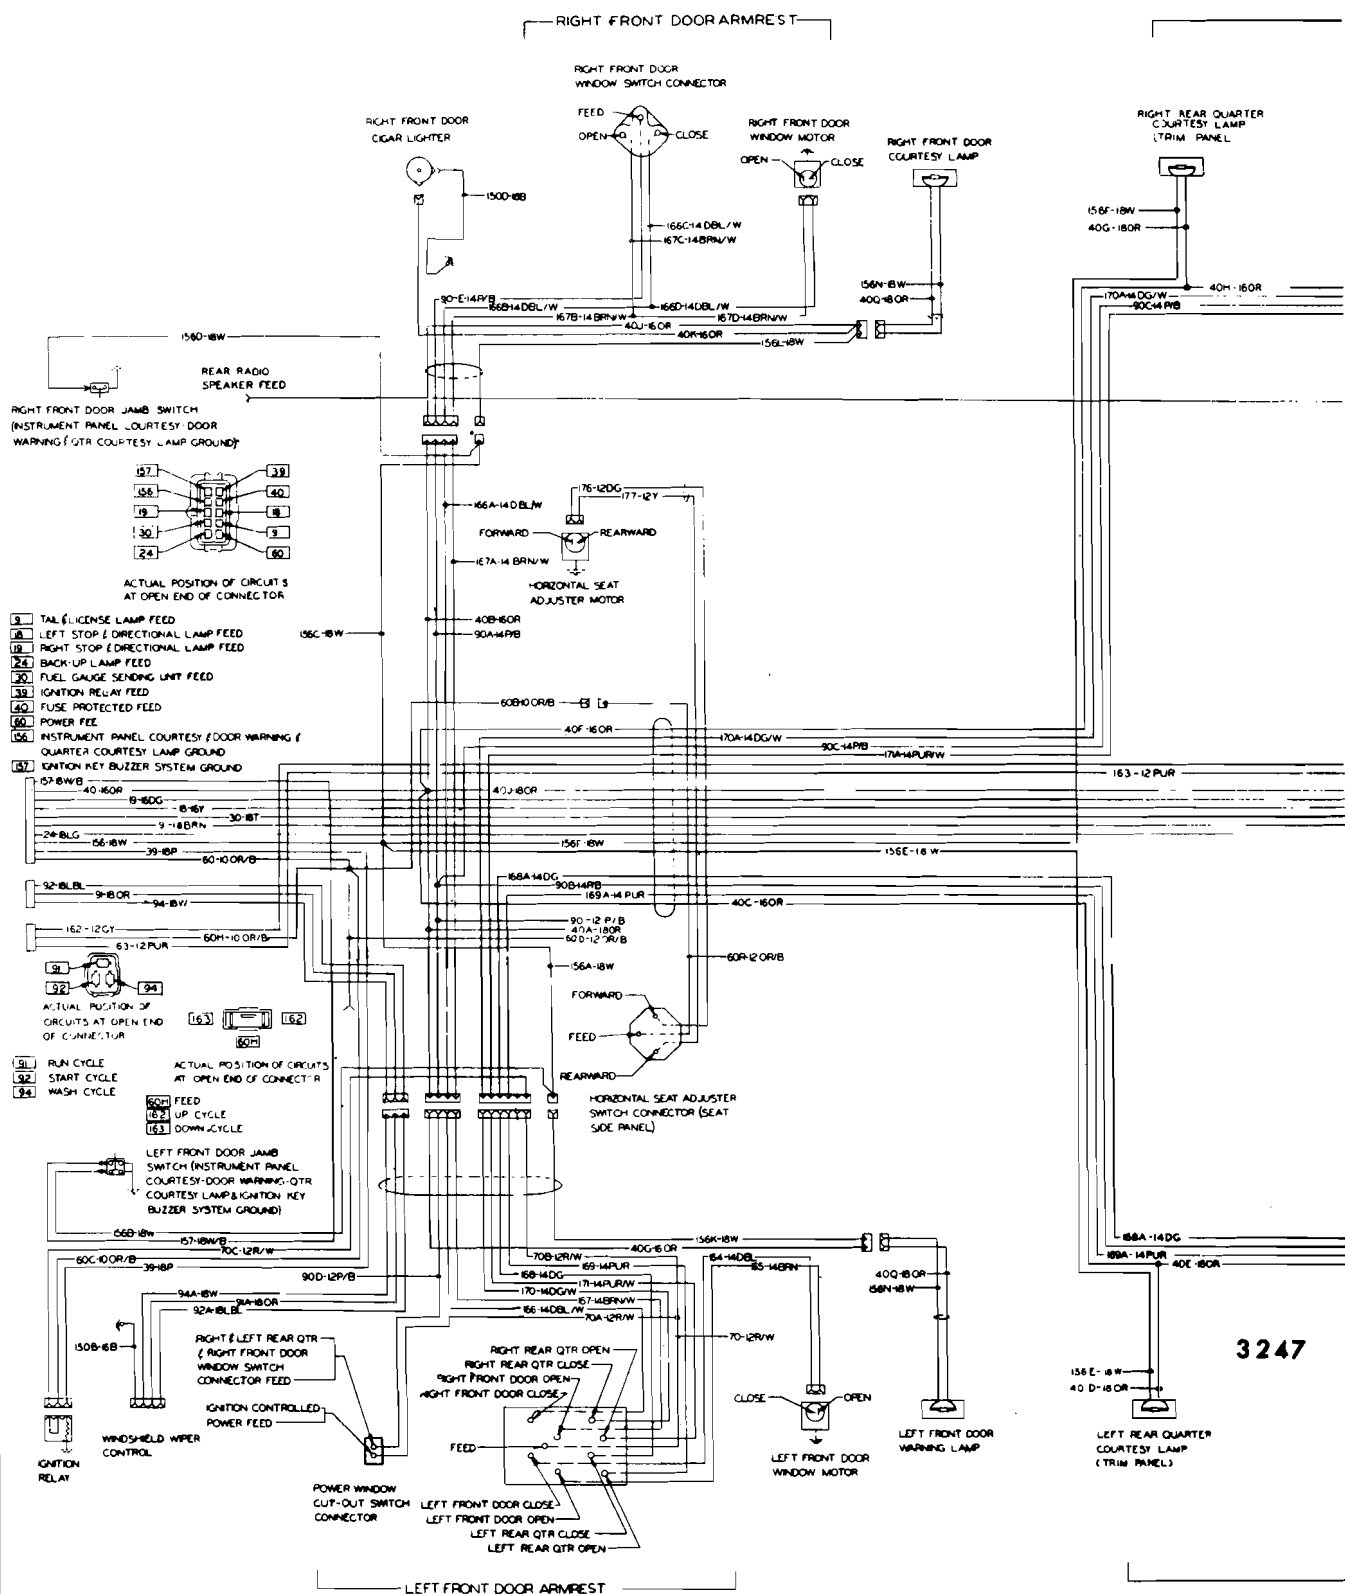 RIGHT FRONT DOOR ARMREST
RIGHT FRONT DOOR
WINDOW SWITCH CONNECTOR
FEED
OPEN
CLOSE
RIGHT FRONT DOOR
CIGAR LIGHTER
RIGHT FRONT DOOR
WINDOW MOTOR
OPEN
CLOSE
RIGHT FRONT DOOR
COURTESY LAMP
RIGHT REAR QUARTER
COURTESY LAMP
(TRIM PANEL
150D-18B
166C-14DBL/W
167C-14BRN/W
156F-18W
40G-18OR
156N-18W
40Q-18OR
40H-16OR
170A-14DG/W
90C-14P/B
90-E-14P/B
166B-14DBL/W
166D-14DBL/W
167B-14BRN/W
167D-14BRN/W
40J-16OR
40K-16OR
156L-18W
156D-18W
REAR RADIO
SPEAKER FEED
RIGHT FRONT DOOR JAMB SWITCH
(INSTRUMENT PANEL COURTESY-DOOR
WARNING & QTR COURTESY LAMP GROUND)
157
39
156
40
19
18
30
9
24
60
ACTUAL POSITION OF CIRCUITS
AT OPEN END OF CONNECTOR
176-12DG
177-12Y
166A-14DBL/W
FORWARD
REARWARD
167A-14 BRN/W
HORIZONTAL SEAT
ADJUSTER MOTOR
9 TAIL & LICENSE LAMP FEED
18 LEFT STOP & DIRECTIONAL LAMP FEED
19 RIGHT STOP & DIRECTIONAL LAMP FEED
24 BACK-UP LAMP FEED
30 FUEL GAUGE SENDING UNIT FEED
39 IGNITION RELAY FEED
40 FUSE PROTECTED FEED
60 POWER FEE
156 INSTRUMENT PANEL COURTESY & DOOR WARNING &
QUARTER COURTESY LAMP GROUND
157 IGNITION KEY BUZZER SYSTEM GROUND
40B-16OR
90A-14P/B
156C-18W
60B-10OR/B
40F-16OR
170A-14DG/W
90C-14P/B
171A-14PUR/W
163-12PUR
157-18W/B
40-16OR
19-16DG
18-16Y
30-18T
9-18BRN
24-18LG
156-18W
39-18P
60-10OR/B
40J-18OR
156F-18W
156E-18W
92-18LBL
91-18OR
94-18W
168A-14DG
90B-14P/B
169A-14PUR
40C-16OR
162-12GY
60H-10OR/B
63-12PUR
90-12 P/B
40A-18OR
60D-12OR/B
156A-18W
60R-12OR/B
91
92
94
ACTUAL POSITION OF
CIRCUITS AT OPEN END
OF CONNECTOR
163
162
60H
ACTUAL POSITION OF CIRCUITS
AT OPEN END OF CONNECTOR
FORWARD
FEED
REARWARD
HORIZONTAL SEAT ADJUSTER
SWITCH CONNECTOR (SEAT
SIDE PANEL)
91 RUN CYCLE
92 START CYCLE
94 WASH CYCLE
60H FEED
162 UP CYCLE
163 DOWN CYCLE
LEFT FRONT DOOR JAMB
SWITCH (INSTRUMENT PANEL
COURTESY-DOOR WARNING-QTR
COURTESY LAMP & IGNITION KEY
BUZZER SYSTEM GROUND)
156B-18W
157-18W/B
70C-12R/W
60C-10OR/B
39-18P
156K-18W
40G-16OR
70B-12R/W
164-14DBL
169-14PUR
165-14BRN
168-14DG
90D-12P/B
171-14PUR/W
170-14DG/W
94A-18W
91A-18OR
167-14BRN/W
92A-18LBL
166-14DBL/W
70A-12R/W
70-12R/W
168A-14DG
169A-14PUR
40E-18OR
40Q-18OR
156N-18W
150B-16B
RIGHT & LEFT REAR QTR
& RIGHT FRONT DOOR
WINDOW SWITCH
CONNECTOR FEED
IGNITION CONTROLLED
POWER FEED
RIGHT REAR QTR OPEN
RIGHT REAR QTR CLOSE
RIGHT FRONT DOOR OPEN
RIGHT FRONT DOOR CLOSE
FEED
3247
156E-18W
40D-18OR
CLOSE
OPEN
IGNITION
RELAY
WINDSHIELD WIPER
CONTROL
POWER WINDOW
CUT-OUT SWITCH
CONNECTOR
LEFT FRONT DOOR CLOSE
LEFT FRONT DOOR OPEN
LEFT REAR QTR CLOSE
LEFT REAR QTR OPEN
LEFT FRONT DOOR
WINDOW MOTOR
LEFT FRONT DOOR
WARNING LAMP
LEFT REAR QUARTER
COURTESY LAMP
(TRIM PANEL)
LEFT FRONT DOOR ARMREST